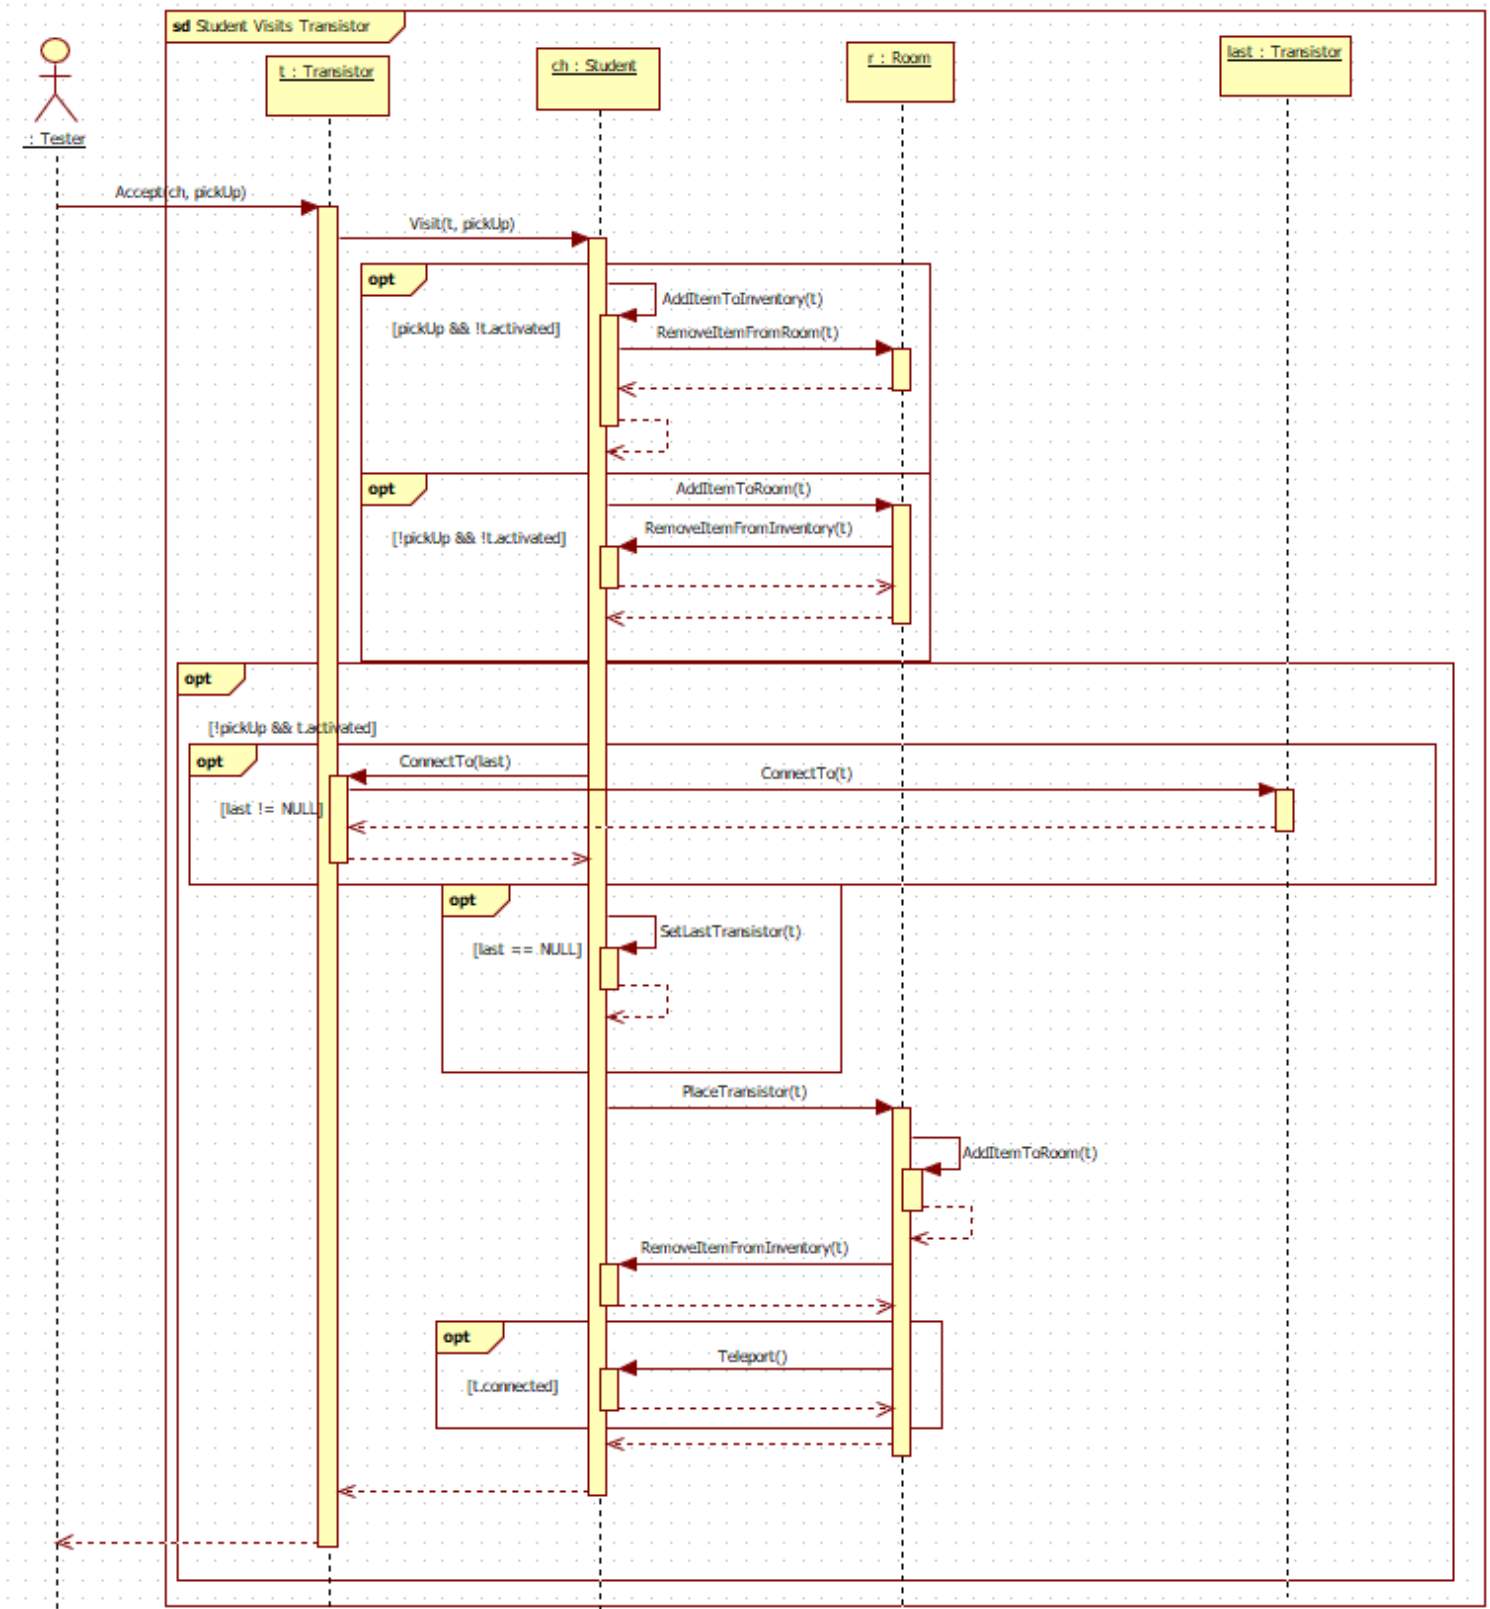 sd Student Visits Transistor
t : Transistor
ch : Student
r : Room
last : Transistor
: Tester
Accept(ch, pickUp)
Visit(t, pickUp)
opt
AddItemToInventory(t)
[pickUp && !t.activated]
RemoveItemFromRoom(t)
opt
AddItemToRoom(t)
RemoveItemFromInventory(t)
[!pickUp && !t.activated]
opt
[!pickUp && t.activated]
opt
ConnectTo(last)
ConnectTo(t)
[last != NULL]
opt
SetLastTransistor(t)
[last == NULL]
PlaceTransistor(t)
AddItemToRoom(t)
RemoveItemFromInventory(t)
opt
Teleport()
[t.connected]